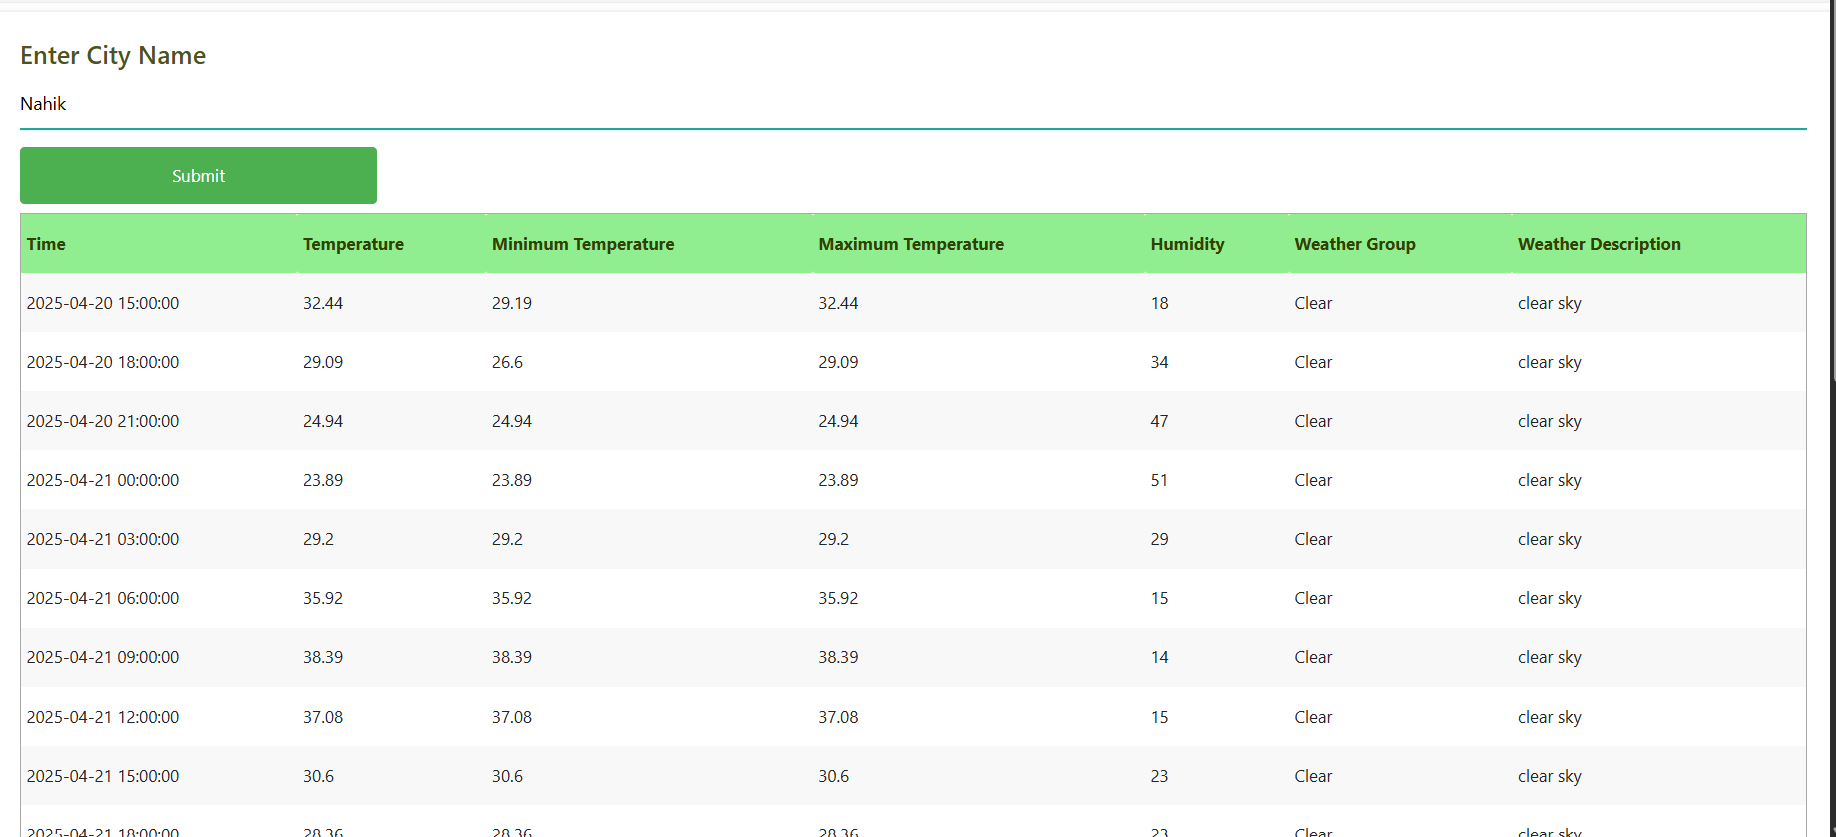 Enter City Name
Nahik
Submit
Time Temperature Minimum Temperature Maximum Temperature Humidity Weather Group Weather Description
2025-04-20 15:00:00 32.44 29.19 32.44 18 Clear clear sky
2025-04-20 18:00:00 29.09 26.6 29.09 34 Clear clear sky
2025-04-20 21:00:00 24.94 24.94 24.94 47 Clear clear sky
2025-04-21 00:00:00 23.89 23.89 23.89 51 Clear clear sky
2025-04-21 03:00:00 29.2 29.2 29.2 29 Clear clear sky
2025-04-21 06:00:00 35.92 35.92 35.92 15 Clear clear sky
2025-04-21 09:00:00 38.39 38.39 38.39 14 Clear clear sky
2025-04-21 12:00:00 37.08 37.08 37.08 15 Clear clear sky
2025-04-21 15:00:00 30.6 30.6 30.6 23 Clear clear sky
2025-04-21 18:00:00 28.36 28.36 28.36 23 Clear clear sky